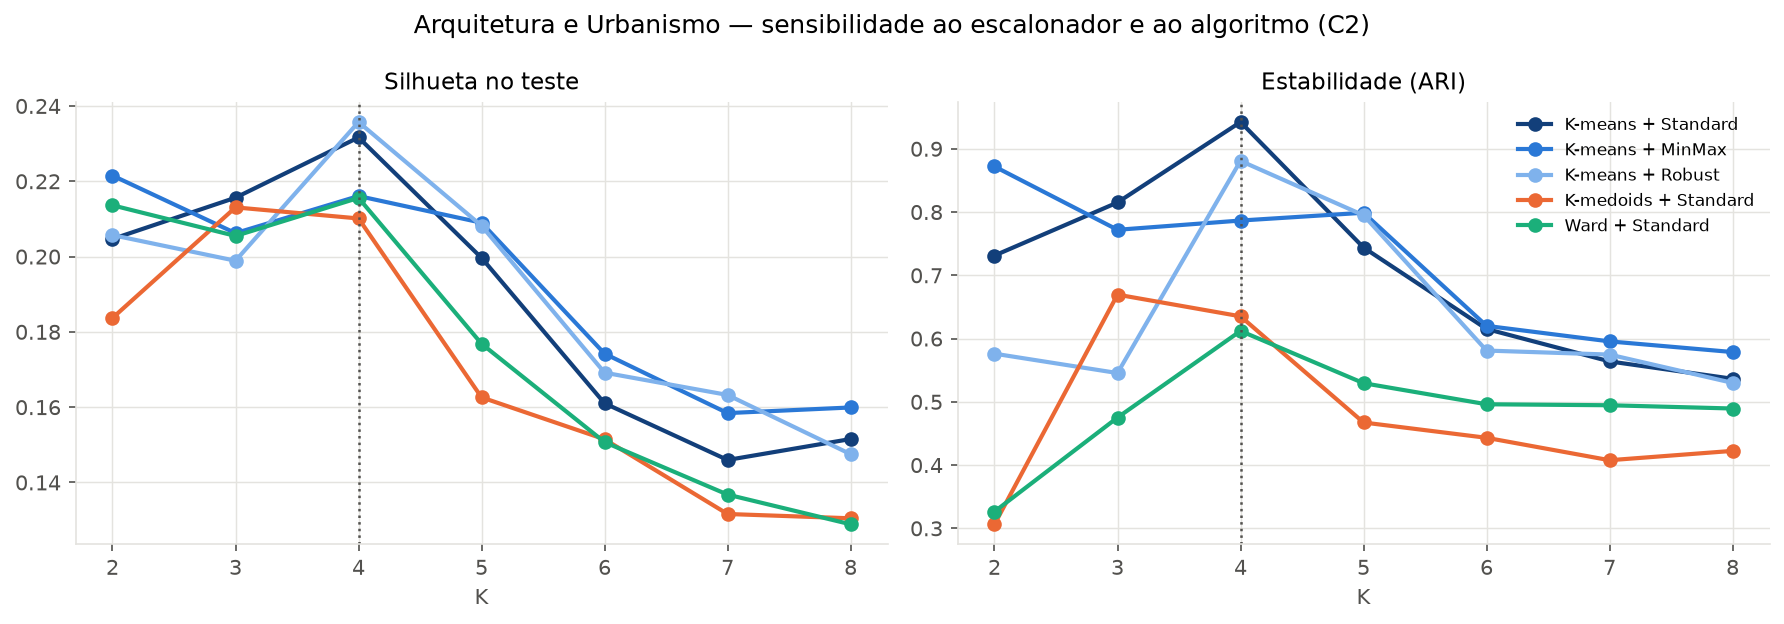 Arquitetura e Urbanismo — sensibilidade ao escalonador e ao algoritmo (C2)
Silhueta no teste
0.24
0.22
0.20
0.18
0.16
0.14
2 3 4 5 6 7 8
K
Estabilidade (ARI)
0.9
0.8
0.7
0.6
0.5
0.4
0.3
K-means + Standard
K-means + MinMax
K-means + Robust
K-medoids + Standard
Ward + Standard
2 3 4 5 6 7 8
K